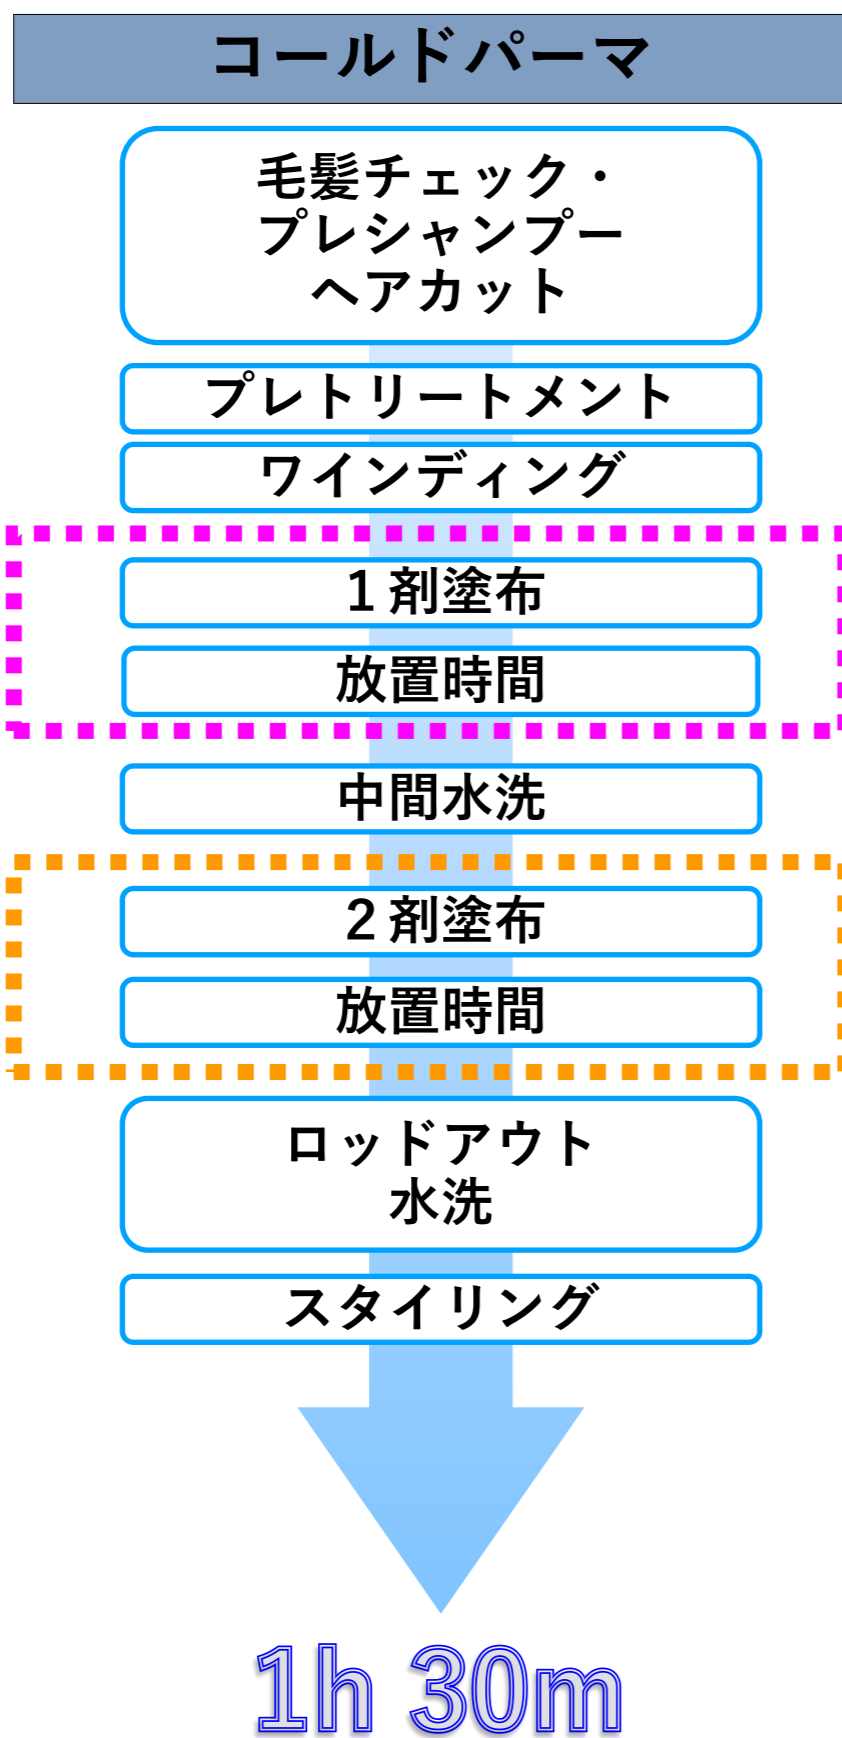 コールドパーマ
毛髪チェック・
プレシャンプー
ヘアカット
プレトリートメント
ワインディング
１剤塗布
放置時間
中間水洗
２剤塗布
放置時間
ロッドアウト
水洗
スタイリング
1h 30m